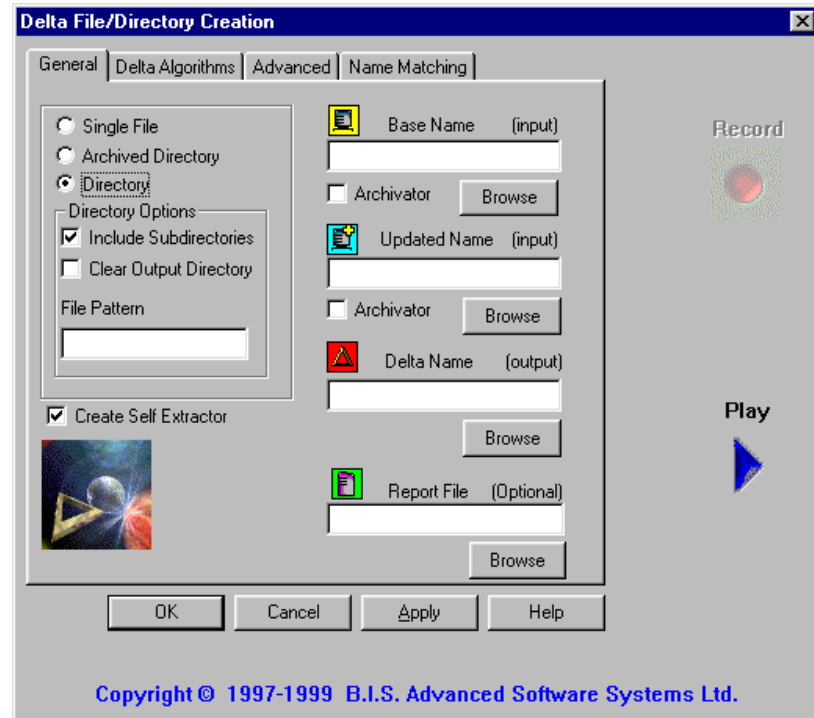 Delta File/Directory Creation
General
Delta Algorithms
Advanced
Name Matching
Single File
Archived Directory
Directory
Directory Options
Include Subdirectories
Clear Output Directory
File Pattern
Create Self Extractor
Base Name (input)
Archivator
Browse
Updated Name (input)
Archivator
Browse
Delta Name (output)
Browse
Report File (Optional)
Browse
Record
Play
OK
Cancel
Apply
Help
Copyright © 1997-1999 B.I.S. Advanced Software Systems Ltd.